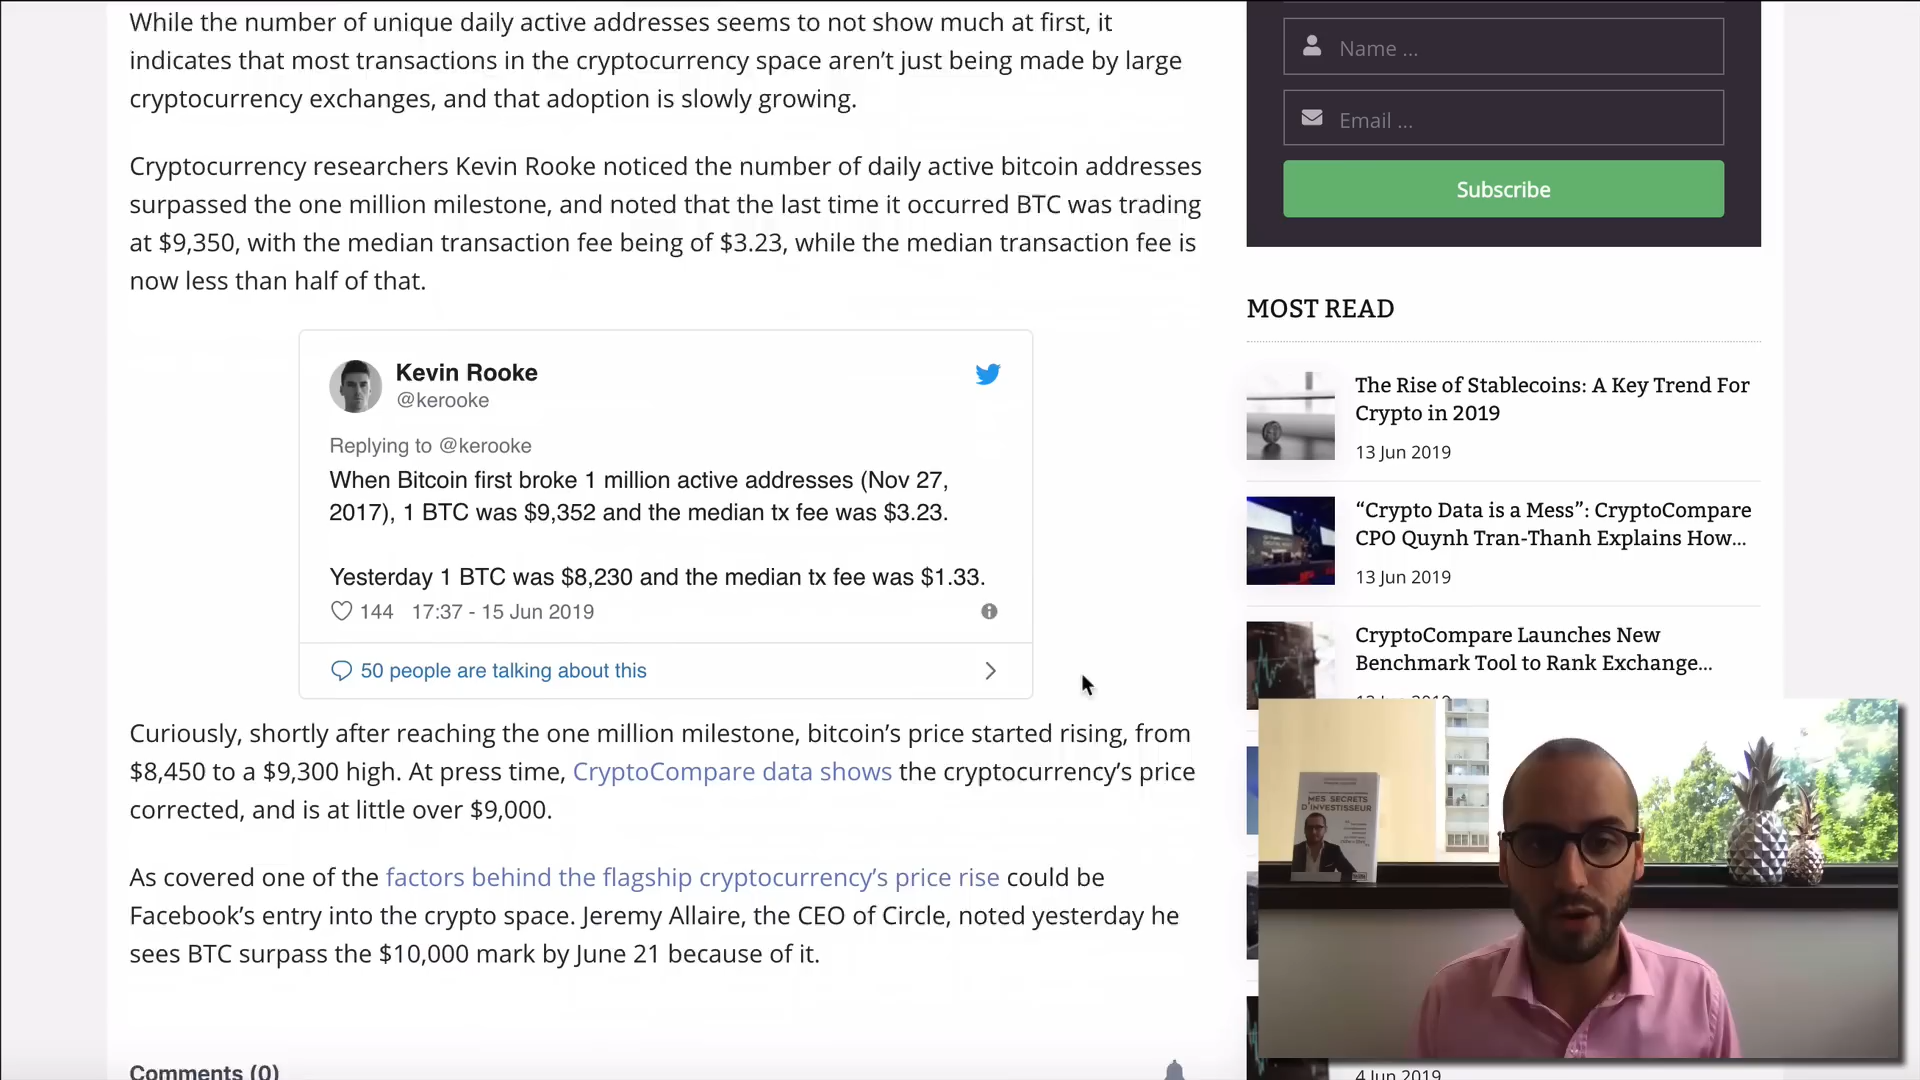 While the number of unique daily active addresses seems to not show much at first, it
indicates that most transactions in the cryptocurrency space aren’t just being made by large
cryptocurrency exchanges, and that adoption is slowly growing.
Cryptocurrency researchers Kevin Rooke noticed the number of daily active bitcoin addresses
surpassed the one million milestone, and noted that the last time it occurred BTC was trading
at $9,350, with the median transaction fee being of $3.23, while the median transaction fee is
now less than half of that.
Kevin Rooke
@kerooke
Replying to @kerooke
When Bitcoin first broke 1 million active addresses (Nov 27,
2017), 1 BTC was $9,352 and the median tx fee was $3.23.
Yesterday 1 BTC was $8,230 and the median tx fee was $1.33.
144 17:37 - 15 Jun 2019
50 people are talking about this
Curiously, shortly after reaching the one million milestone, bitcoin’s price started rising, from
$8,450 to a $9,300 high. At press time, CryptoCompare data shows the cryptocurrency’s price
corrected, and is at little over $9,000.
As covered one of the factors behind the flagship cryptocurrency’s price rise could be
Facebook’s entry into the crypto space. Jeremy Allaire, the CEO of Circle, noted yesterday he
sees BTC surpass the $10,000 mark by June 21 because of it.
Comments (0)
Name ...
Email ...
Subscribe
MOST READ
The Rise of Stablecoins: A Key Trend For
Crypto in 2019
13 Jun 2019
“Crypto Data is a Mess”: CryptoCompare
CPO Quynh Tran-Thanh Explains How...
13 Jun 2019
CryptoCompare Launches New
Benchmark Tool to Rank Exchange...
MES SECRETS
D'INVESTISSEUR
4 Jun 2019